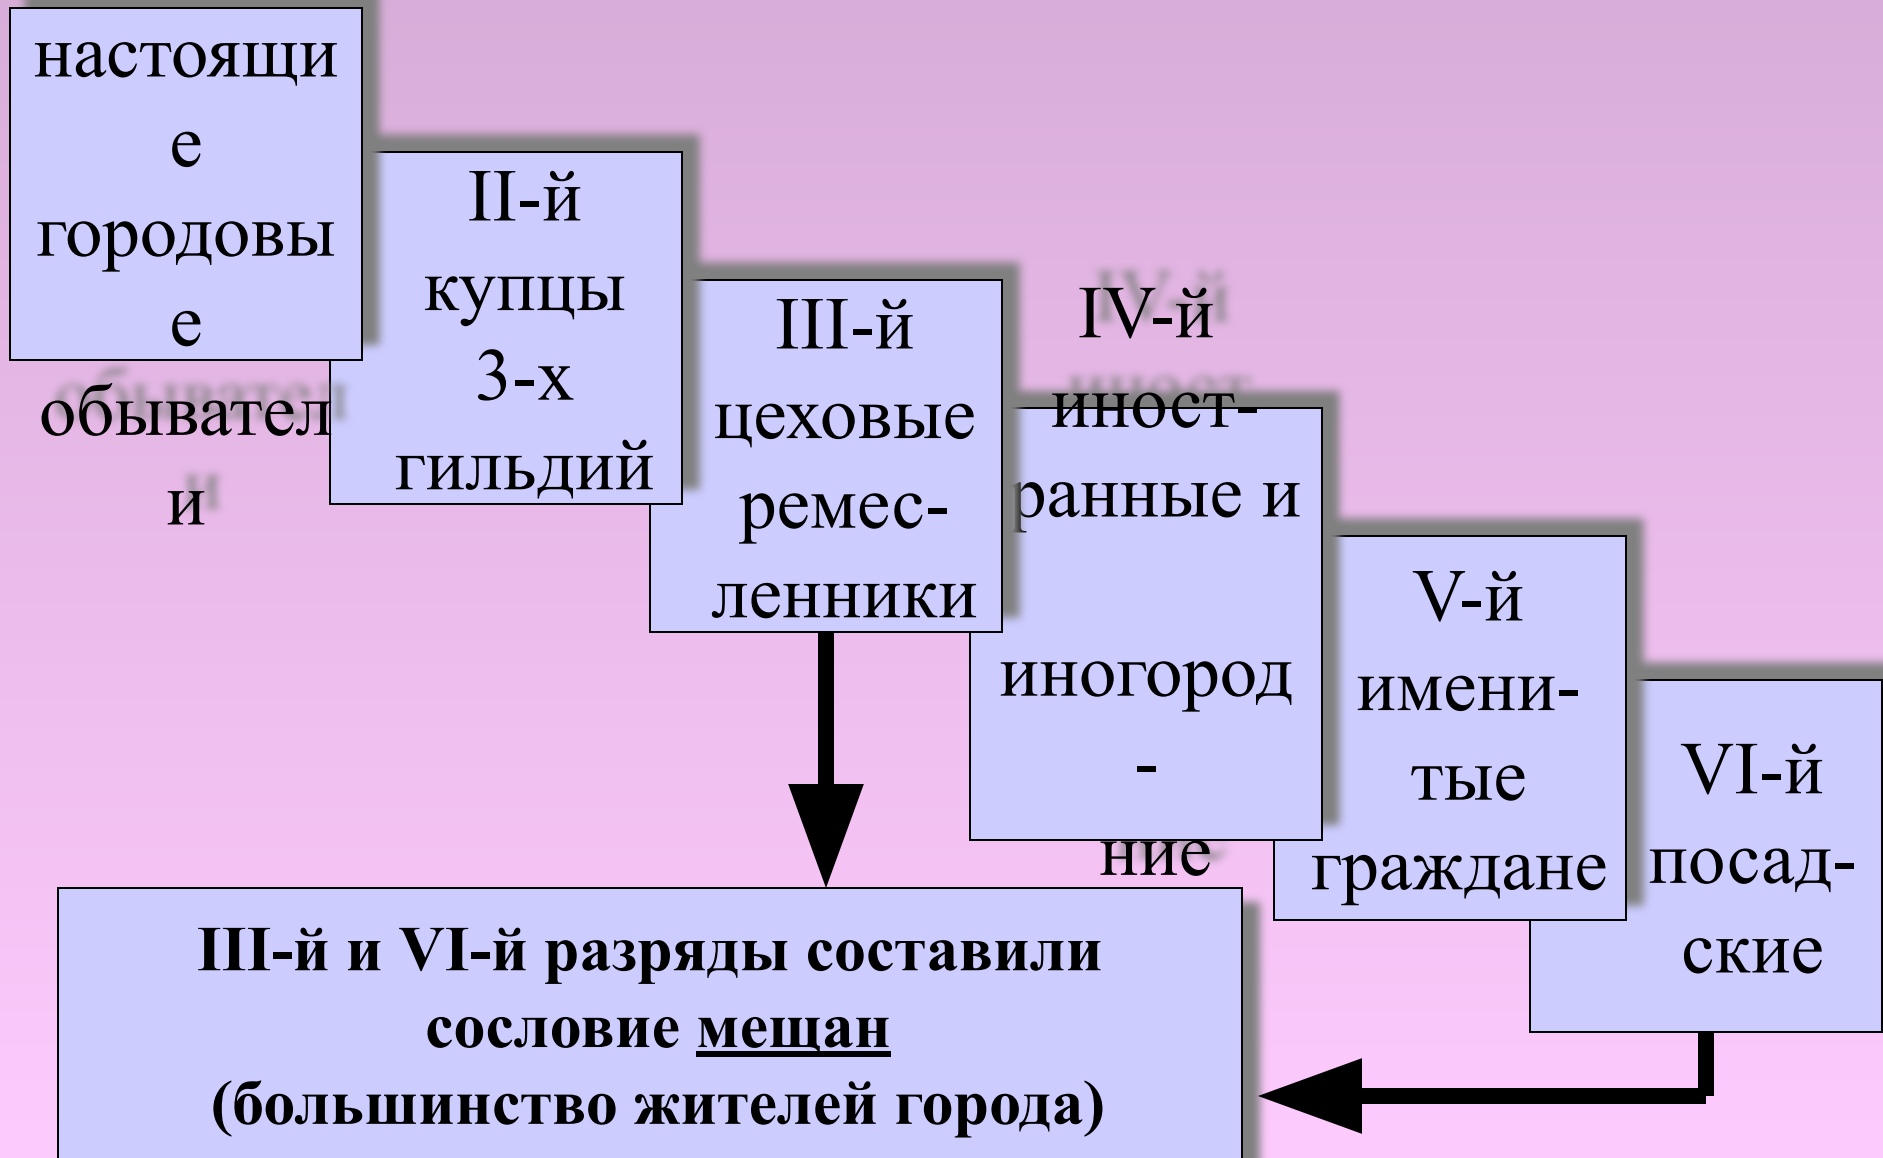 настоящи
е
городовы
е
обывател
и
II-й
купцы
3-х
гильдий
III-й
цеховые
ремес-
ленники
IV-й
иност-
ранные и
иногород
-
ние
V-й
имени-
тые
граждане
VI-й
посад-
ские
III-й и VI-й разряды составили
сословие мещан
(большинство жителей города)